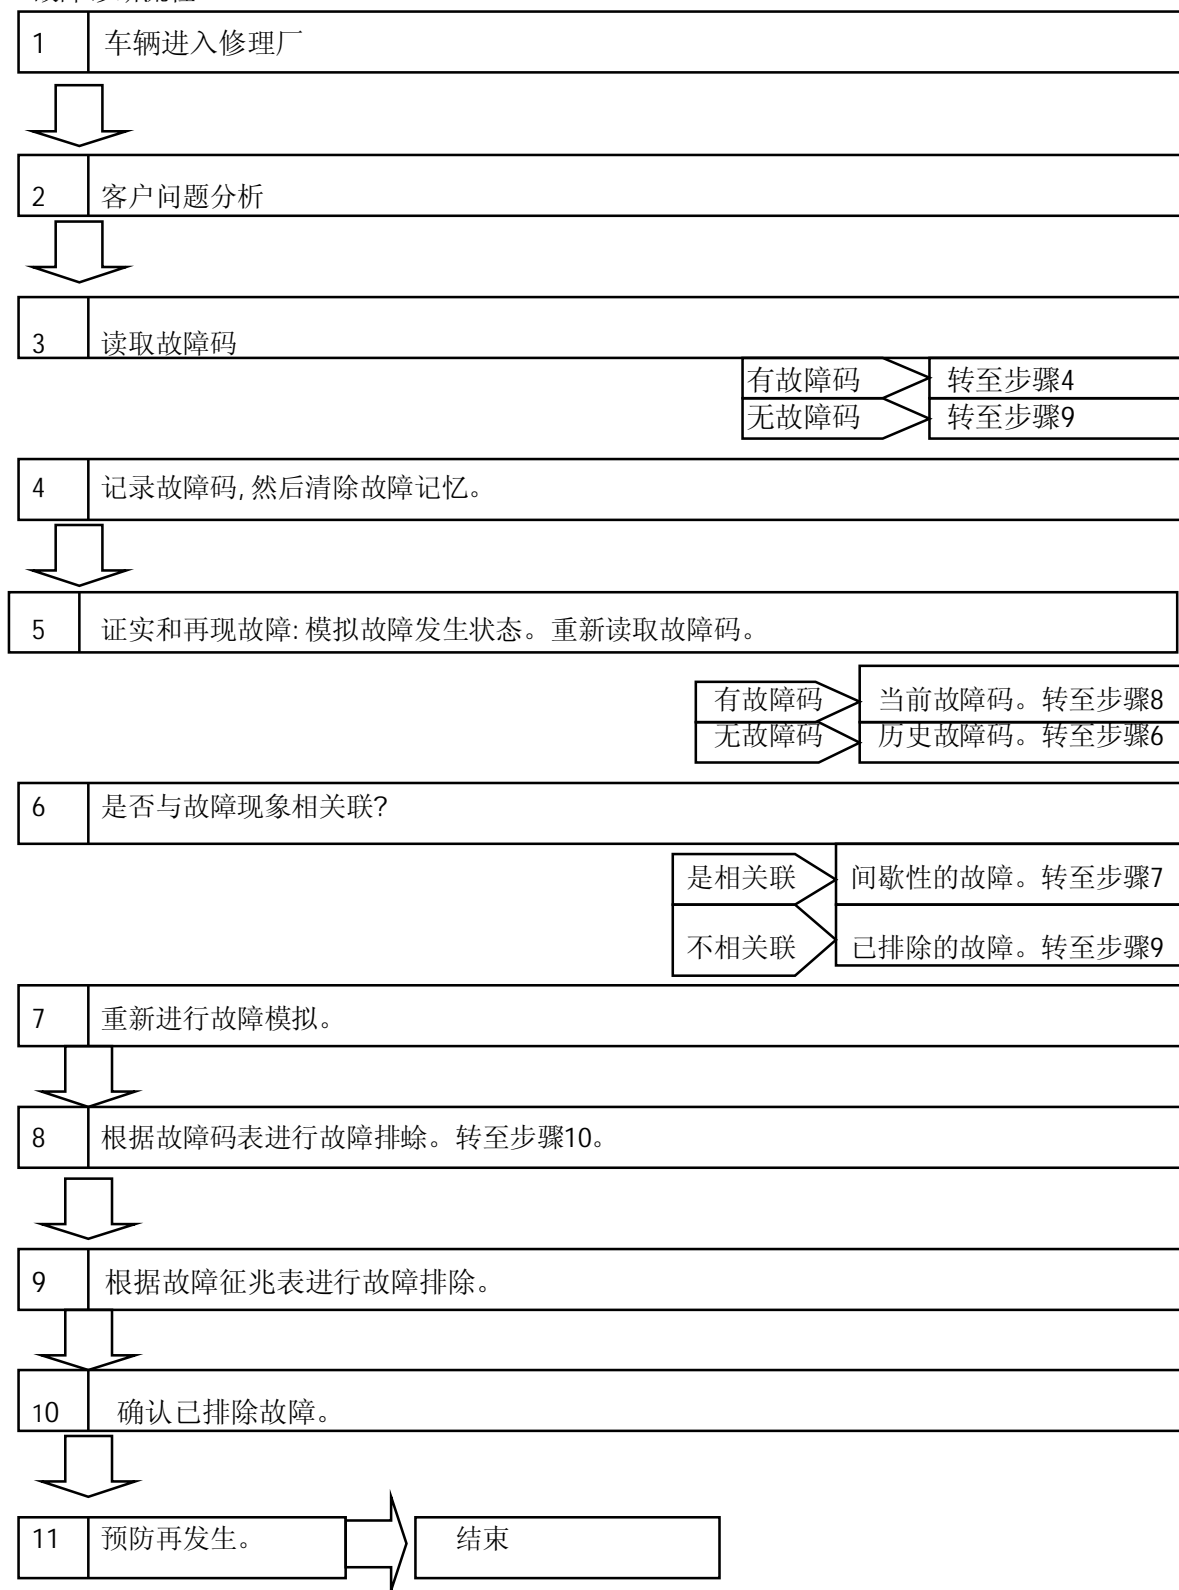 1 车辆进入修理厂
2 客户问题分析
3 读取故障码
有故障码 转至步骤4
无故障码 转至步骤9
4 记录故障码,然后清除故障记忆。
5 证实和再现故障:模拟故障发生状态。重新读取故障码。
有故障码 当前故障码。转至步骤8
无故障码 历史故障码。转至步骤6
6 是否与故障现象相关联?
是相关联 间歇性的故障。转至步骤7
不相关联 已排除的故障。转至步骤9
7 重新进行故障模拟。
8 根据故障码表进行故障排蜍。转至步骤10。
9 根据故障征兆表进行故障排除。
10 确认已排除故障。
11 预防再发生。 结束